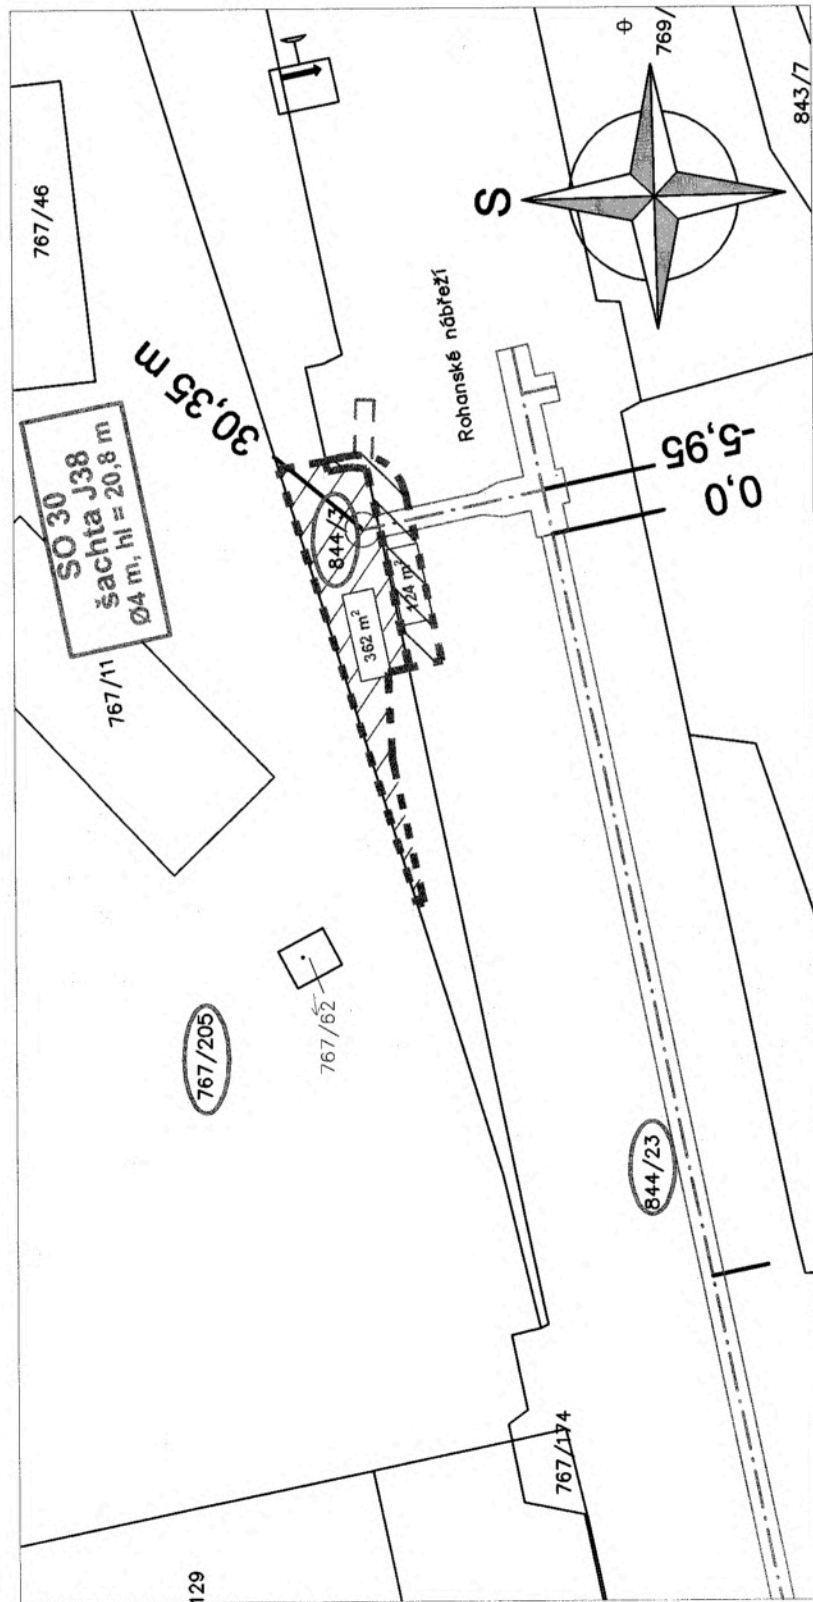 767/46
769/
843/7
S
30,35 m
Rohanské nábřeží
SO 30
šachta J38
Ø4 m, hl = 20,8 m
844/3
-5,95
0,0
362 m²
124 m²
767/11
767/62
767/205
844/23
767/174
129